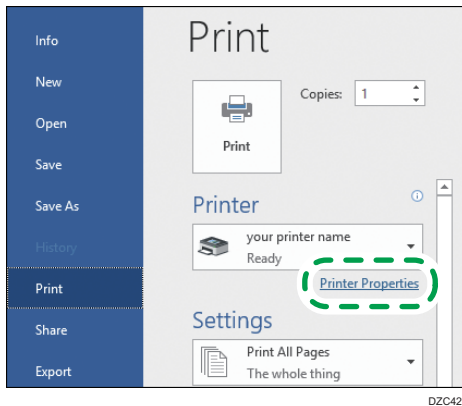 Info
New
Open
Save
Save As
History
Print
Share
Export
Print
Print
Copies: 1
Printer
your printer name
Ready
Printer Properties
Settings
Print All Pages
The whole thing
DZC42